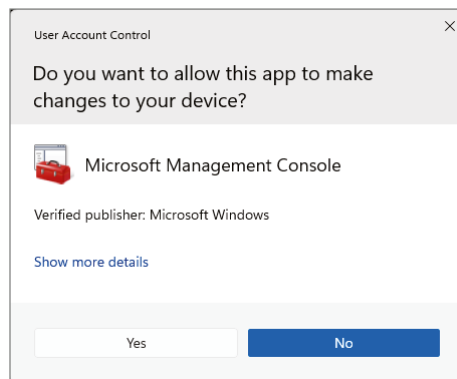 User Account Control
Do you want to allow this app to make
changes to your device?
Microsoft Management Console
Verified publisher: Microsoft Windows
Show more details
Yes
No